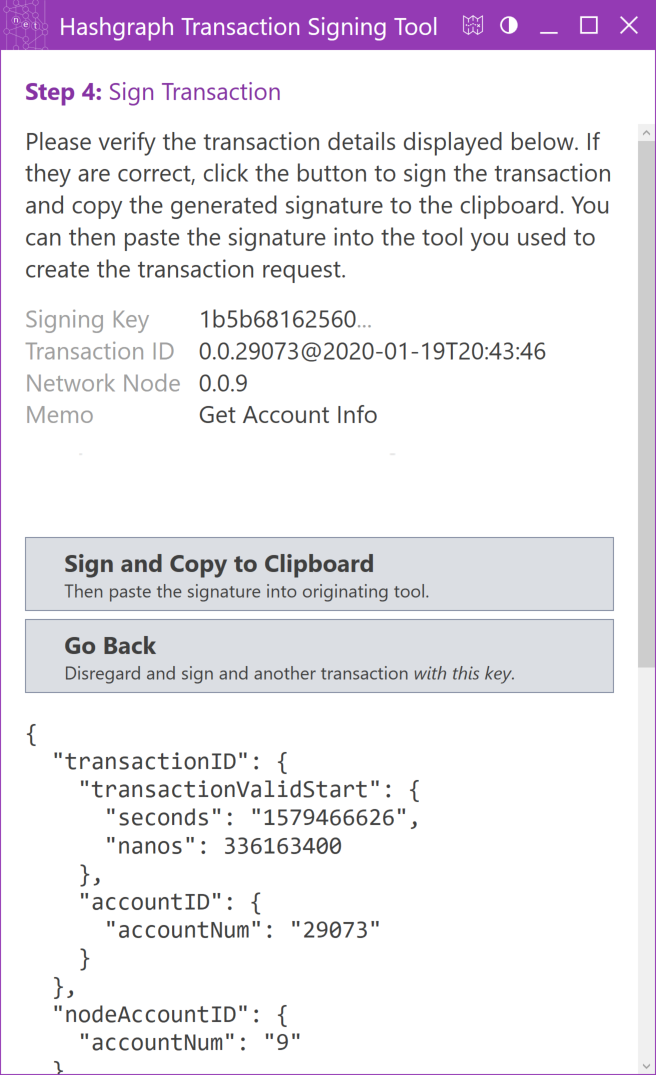 net
Hashgraph Transaction Signing Tool
Step 4: Sign Transaction
Please verify the transaction details displayed below. If
they are correct, click the button to sign the transaction
and copy the generated signature to the clipboard. You
can then paste the signature into the tool you used to
create the transaction request.
Signing Key 1b5b68162560...
Transaction ID 0.0.29073@2020-01-19T20:43:46
Network Node 0.0.9
Memo Get Account Info
Sign and Copy to Clipboard
Then paste the signature into originating tool.
Go Back
Disregard and sign and another transaction with this key.
{
"transactionID": {
"transactionValidStart": {
"seconds": "1579466626",
"nanos": 336163400
},
"accountID": {
"accountNum": "29073"
}
},
"nodeAccountID": {
"accountNum": "9"
}